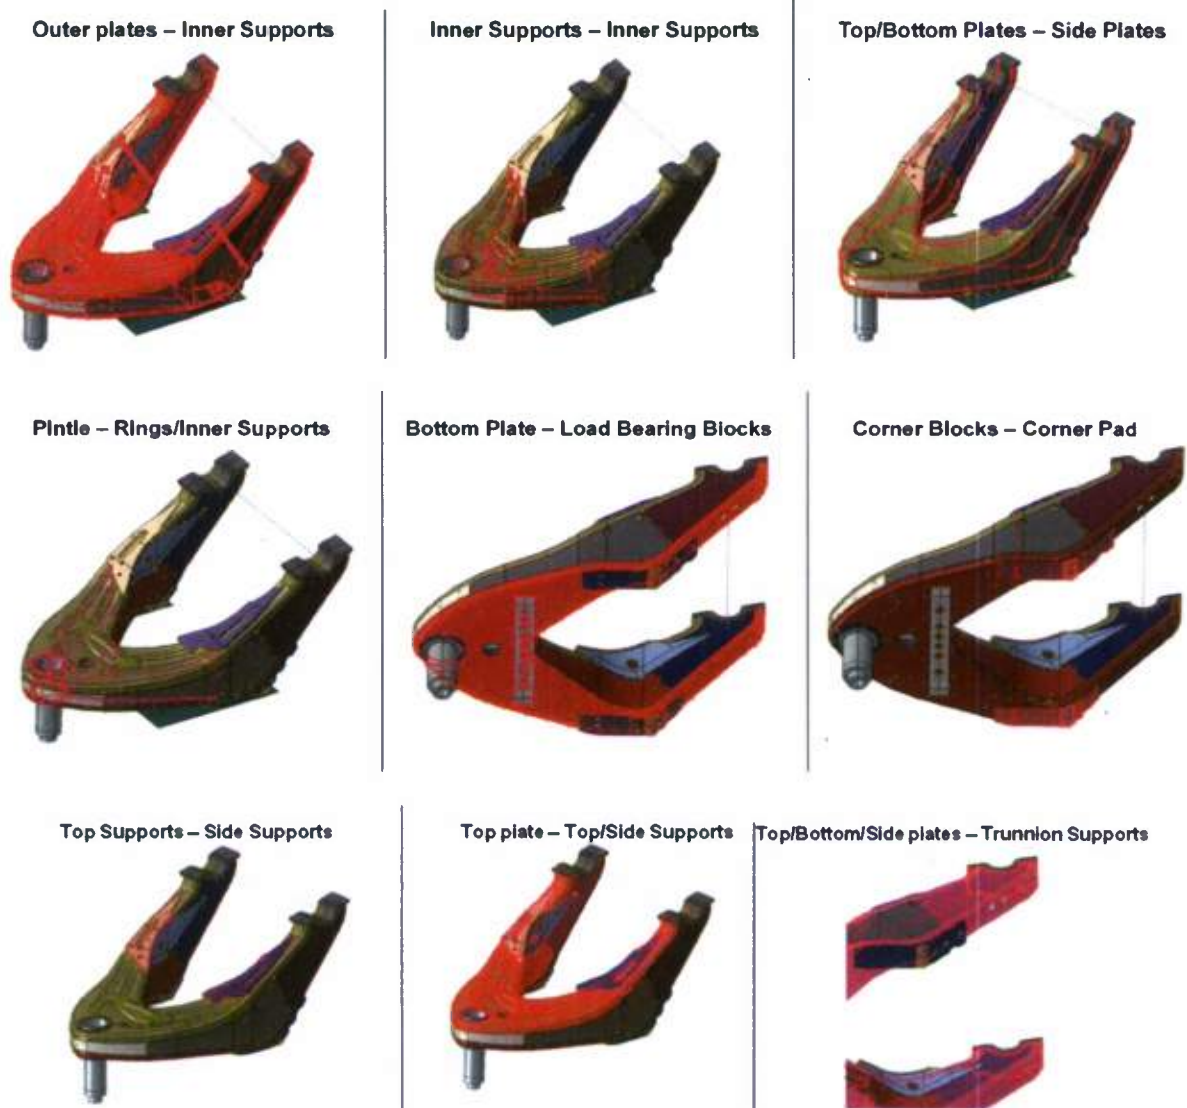 Outer plates – Inner Supports
Inner Supports – Inner Supports
Top/Bottom Plates – Side Plates
Pintle – Rings/Inner Supports
Bottom Plate – Load Bearing Blocks
Corner Blocks – Corner Pad
Top Supports – Side Supports
Top plate – Top/Side Supports
Top/Bottom/Side plates – Trunnion Supports